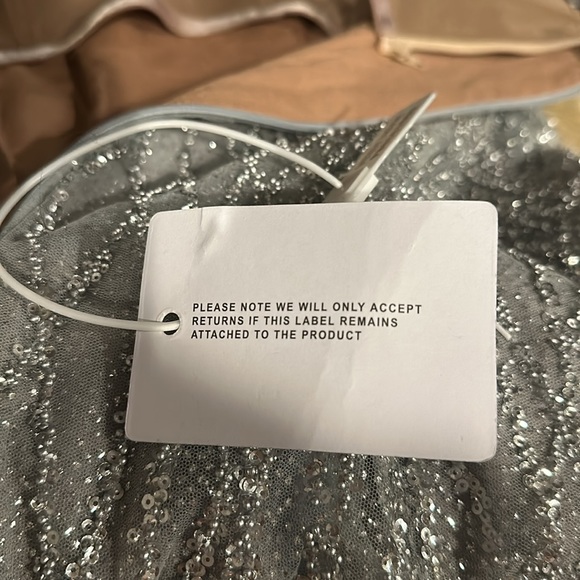 PLEASE NOTE WE WILL ONLY ACCEPT
RETURNS IF THIS LABEL REMAINS
ATTACHED TO THE PRODUCT